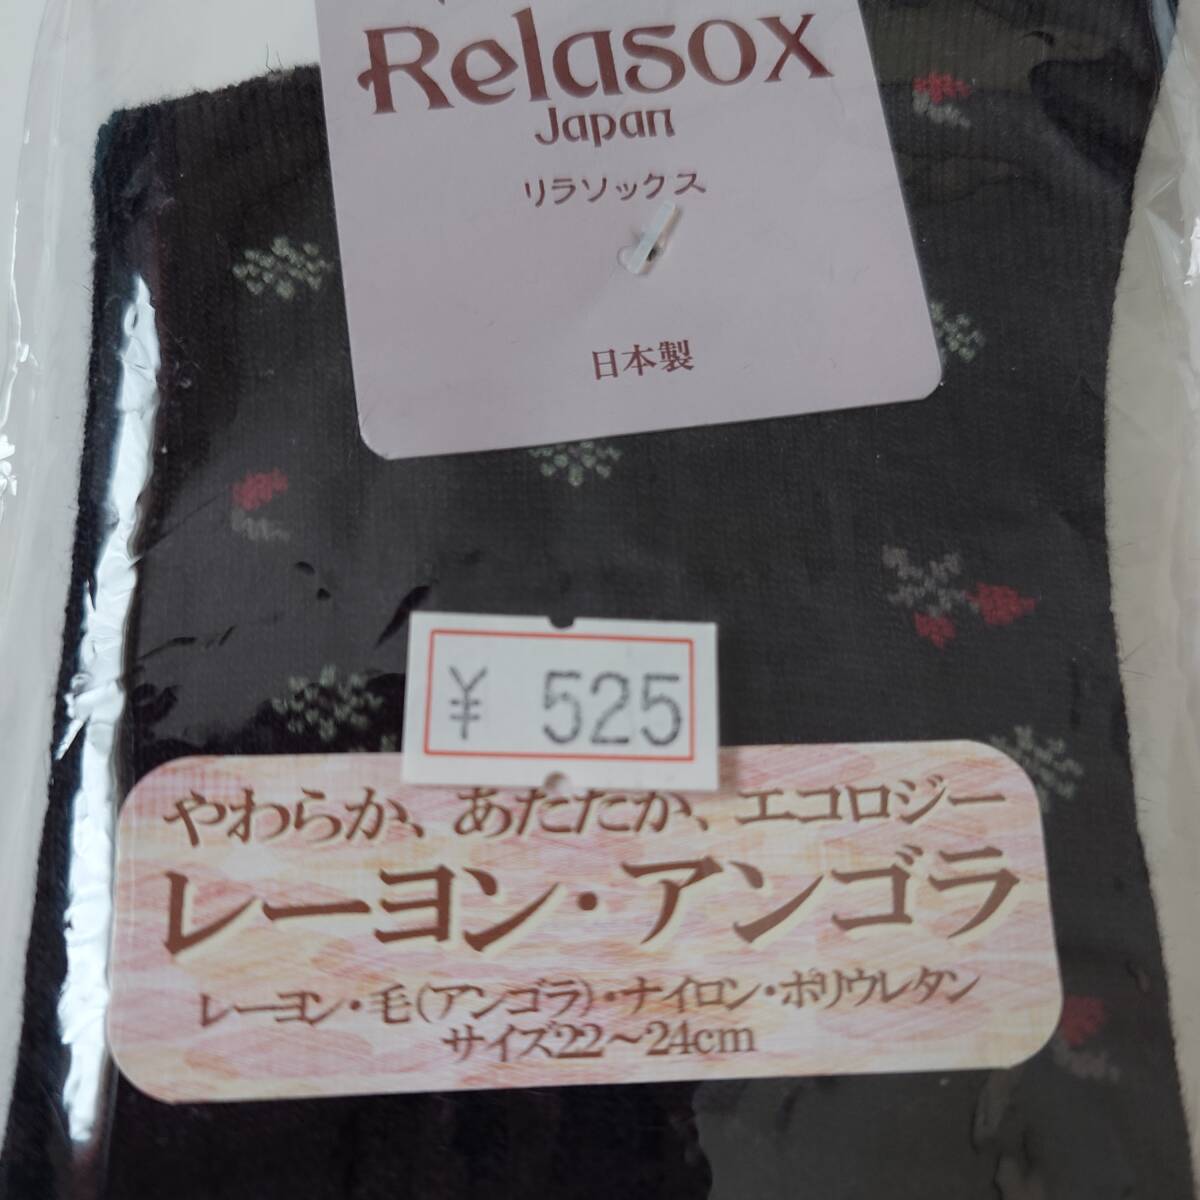 Relasox
Japan
リラソックス
日本製
¥ 525
やわらか、あたたか、エコロジー
レーヨン・アンゴラ
レーヨン・毛(アンゴラ)・ナイロン・ポリウレタン
サイズ22〜24cm